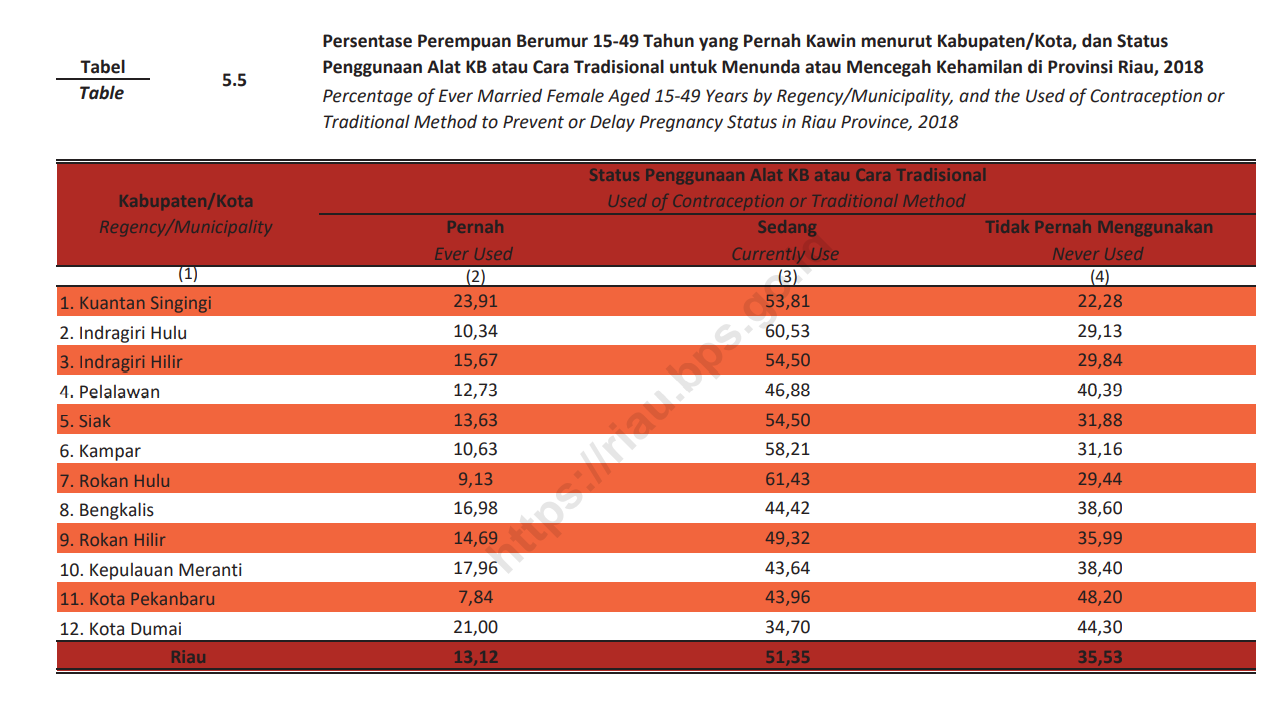 Tabel
Table
5.5
Persentase Perempuan Berumur 15-49 Tahun yang Pernah Kawin menurut Kabupaten/Kota, dan Status
Penggunaan Alat KB atau Cara Tradisional untuk Menunda atau Mencegah Kehamilan di Provinsi Riau, 2018
Percentage of Ever Married Female Aged 15-49 Years by Regency/Municipality, and the Used of Contraception or
Traditional Method to Prevent or Delay Pregnancy Status in Riau Province, 2018
Kabupaten/Kota
Regency/Municipality
Status Penggunaan Alat KB atau Cara Tradisional
Used of Contraception or Traditional Method
Pernah Sedang Tidak Pernah Menggunakan
Ever Used Currently Use Never Used
(1) (2) (3) (4)
1. Kuantan Singingi 23,91 53,81 22,28
2. Indragiri Hulu 10,34 60,53 29,13
3. Indragiri Hilir 15,67 54,50 29,84
4. Pelalawan 12,73 46,88 40,39
5. Siak 13,63 54,50 31,88
6. Kampar 10,63 58,21 31,16
7. Rokan Hulu 9,13 61,43 29,44
8. Bengkalis 16,98 44,42 38,60
9. Rokan Hilir 14,69 49,32 35,99
10. Kepulauan Meranti 17,96 43,64 38,40
11. Kota Pekanbaru 7,84 43,96 48,20
12. Kota Dumai 21,00 34,70 44,30
Riau 13,12 51,35 35,53
https://riau.bps.go.id